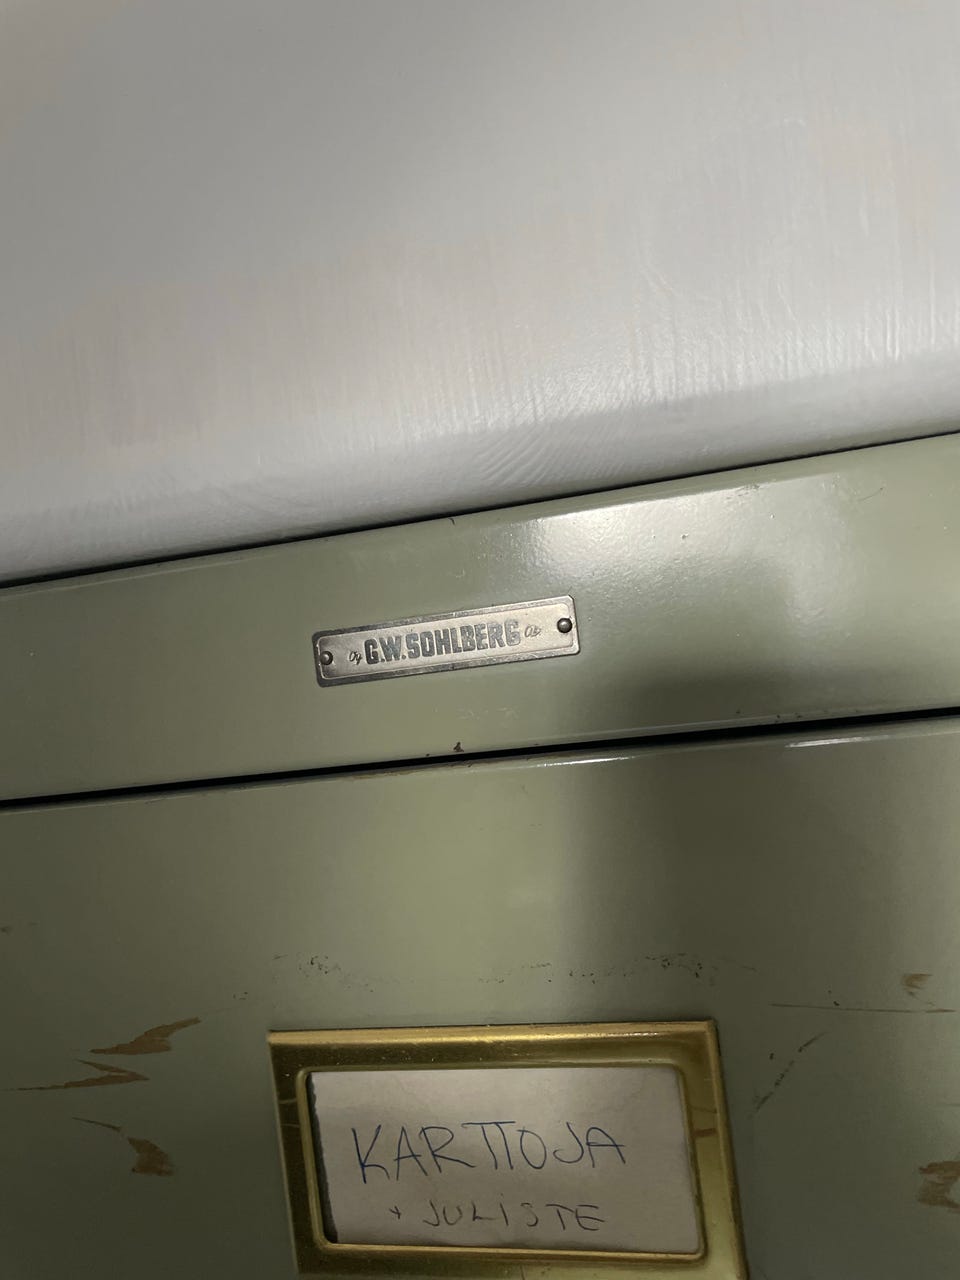 Oy G.W.SOHLBERG Ab.
KARTTOJA
+ JULISTE